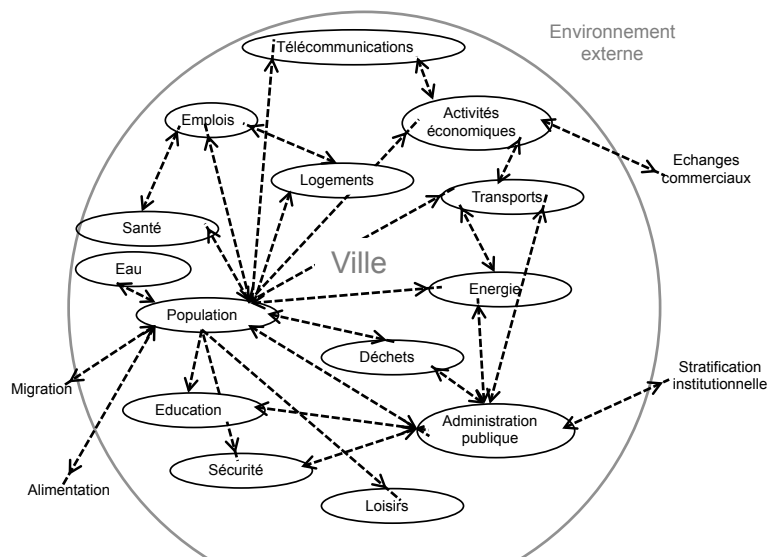 Environnement
externe
Télécommunications
Emplois
Activités
économiques
Logements
Echanges
commerciaux
Transports
Santé
Ville
Eau
Energie
Population
Déchets
Migration
Stratification
institutionnelle
Education
Administration
publique
Sécurité
Alimentation
Loisirs